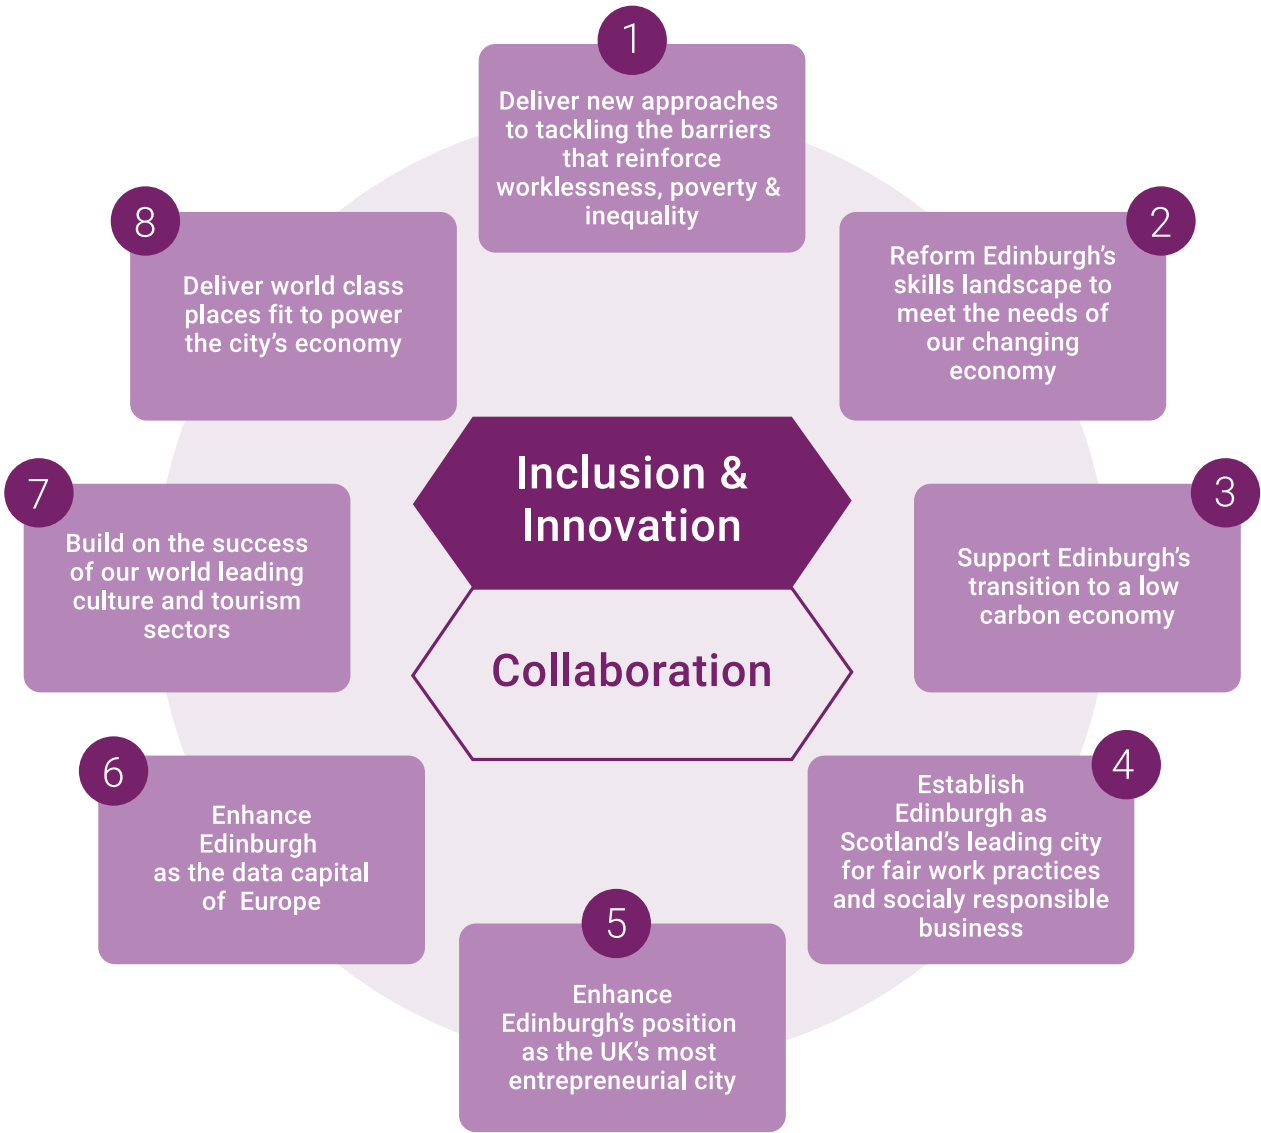 1
Deliver new approaches
to tackling the barriers
that reinforce
worklessness, poverty &
inequality
2
Reform Edinburgh's
skills landscape to
meet the needs of
our changing
economy
3
Support Edinburgh's
transition to a low
carbon economy
4
Establish
Edinburgh as
Scotland's leading city
for fair work practices
and socialy responsible
business
5
Enhance
Edinburgh's position
as the UK's most
entrepreneurial city
6
Enhance
Edinburgh
as the data capital
of Europe
7
Build on the success
of our world leading
culture and tourism
sectors
8
Deliver world class
places fit to power
the city's economy
Inclusion &
Innovation
Collaboration